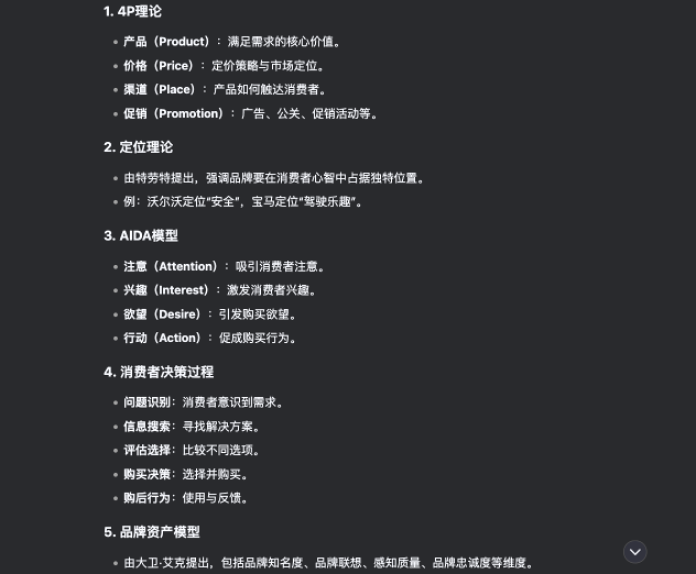 1. 4P理论
• 产品（Product）：满足需求的核心价值。
• 价格（Price）：定价策略与市场定位。
• 渠道（Place）：产品如何触达消费者。
• 促销（Promotion）：广告、公关、促销活动等。
2. 定位理论
• 由特劳特提出，强调品牌要在消费者心智中占据独特位置。
• 例：沃尔沃定位“安全”，宝马定位“驾驶乐趣”。
3. AIDA模型
• 注意（Attention）：吸引消费者注意。
• 兴趣（Interest）：激发消费者兴趣。
• 欲望（Desire）：引发购买欲望。
• 行动（Action）：促成购买行为。
4. 消费者决策过程
• 问题识别：消费者意识到需求。
• 信息搜索：寻找解决方案。
• 评估选择：比较不同选项。
• 购买决策：选择并购买。
• 购后行为：使用与反馈。
5. 品牌资产模型
• 由大卫·艾克提出，包括品牌知名度、品牌联想、感知质量、品牌忠诚度等维度。